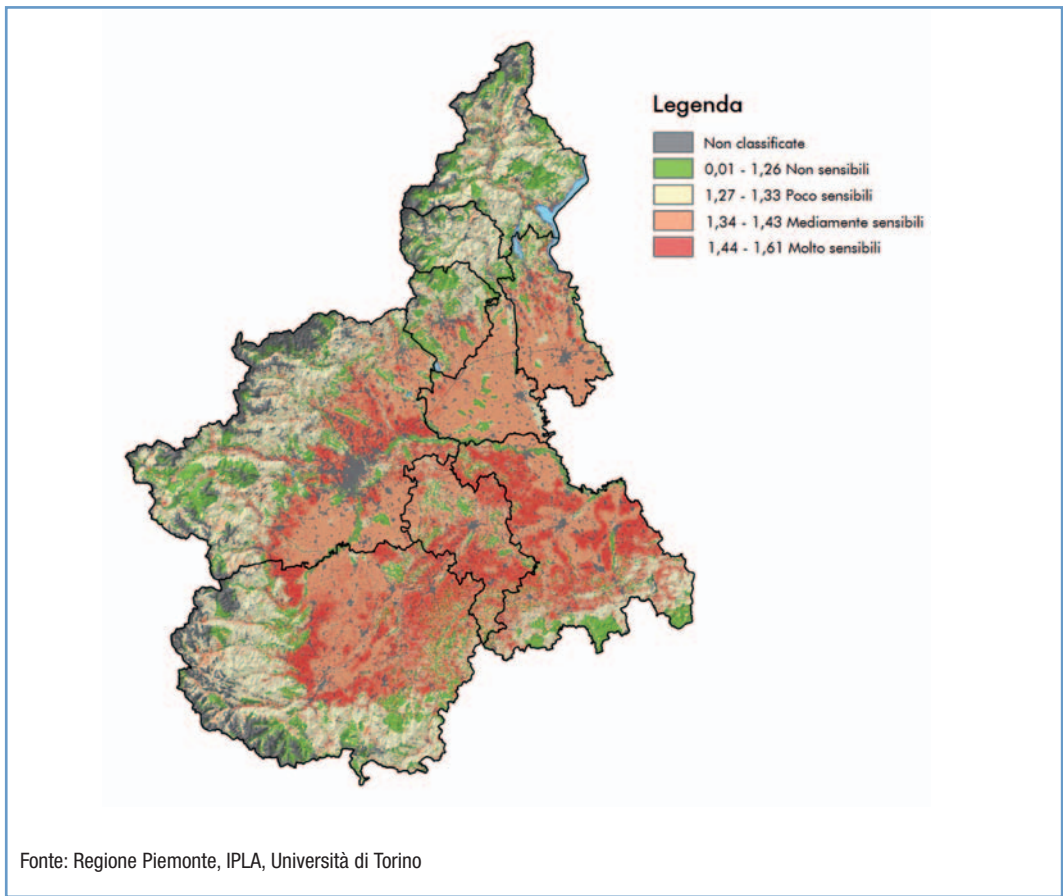 Legenda
Non classificate
0,01 - 1,26 Non sensibili
1,27 - 1,33 Poco sensibili
1,34 - 1,43 Mediamente sensibili
1,44 - 1,61 Molto sensibili
Fonte: Regione Piemonte, IPLA, Università di Torino